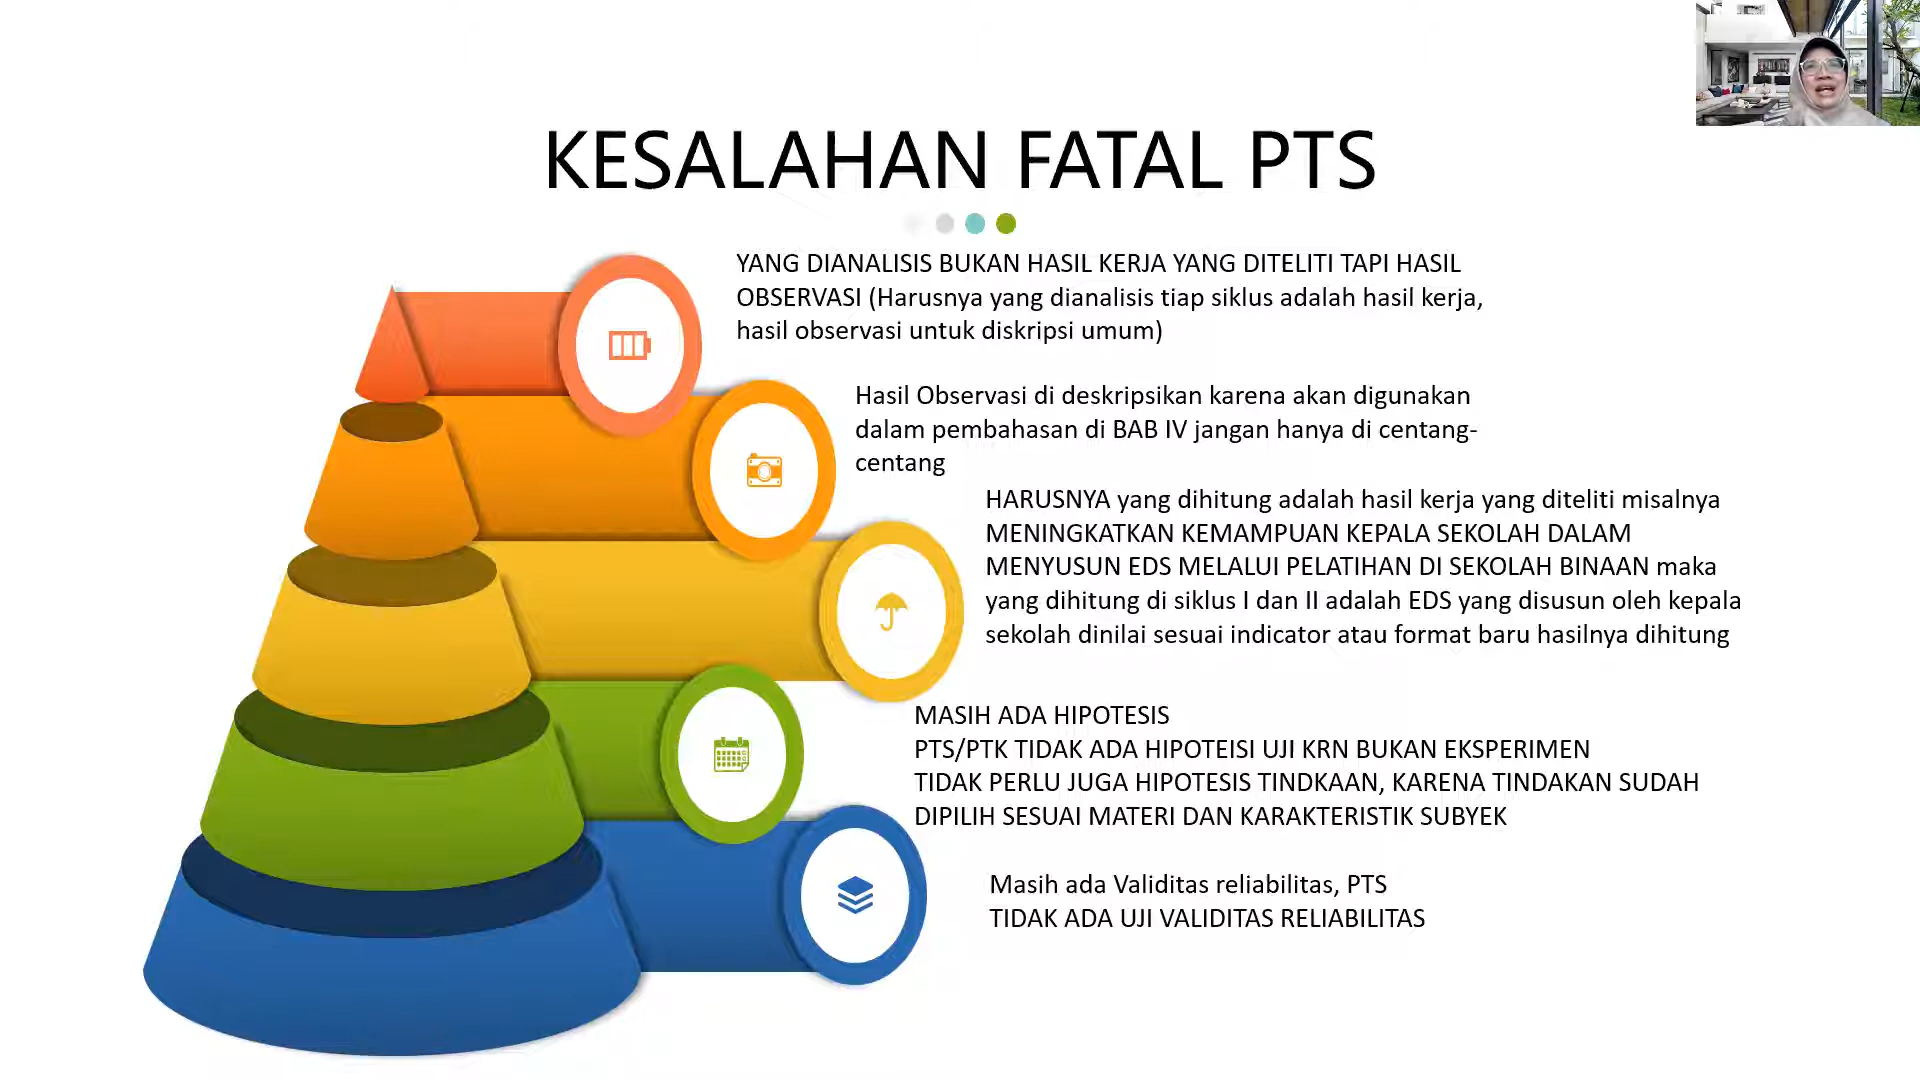 KESALAHAN FATAL PTS
YANG DIANALISIS BUKAN HASIL KERJA YANG DITELITI TAPI HASIL
OBSERVASI (Harusnya yang dianalisis tiap siklus adalah hasil kerja,
hasil observasi untuk diskripsi umum)
Hasil Observasi di deskripsikan karena akan digunakan
dalam pembahasan di BAB IV jangan hanya di centang-
centang
HARUSNYA yang dihitung adalah hasil kerja yang diteliti misalnya
MENINGKATKAN KEMAMPUAN KEPALA SEKOLAH DALAM
MENYUSUN EDS MELALUI PELATIHAN DI SEKOLAH BINAAN maka
yang dihitung di siklus I dan II adalah EDS yang disusun oleh kepala
sekolah dinilai sesuai indicator atau format baru hasilnya dihitung
MASIH ADA HIPOTESIS
PTS/PTK TIDAK ADA HIPOTEISI UJI KRN BUKAN EKSPERIMEN
TIDAK PERLU JUGA HIPOTESIS TINDKAAN, KARENA TINDAKAN SUDAH
DIPILIH SESUAI MATERI DAN KARAKTERISTIK SUBYEK
Masih ada Validitas reliabilitas, PTS
TIDAK ADA UJI VALIDITAS RELIABILITAS